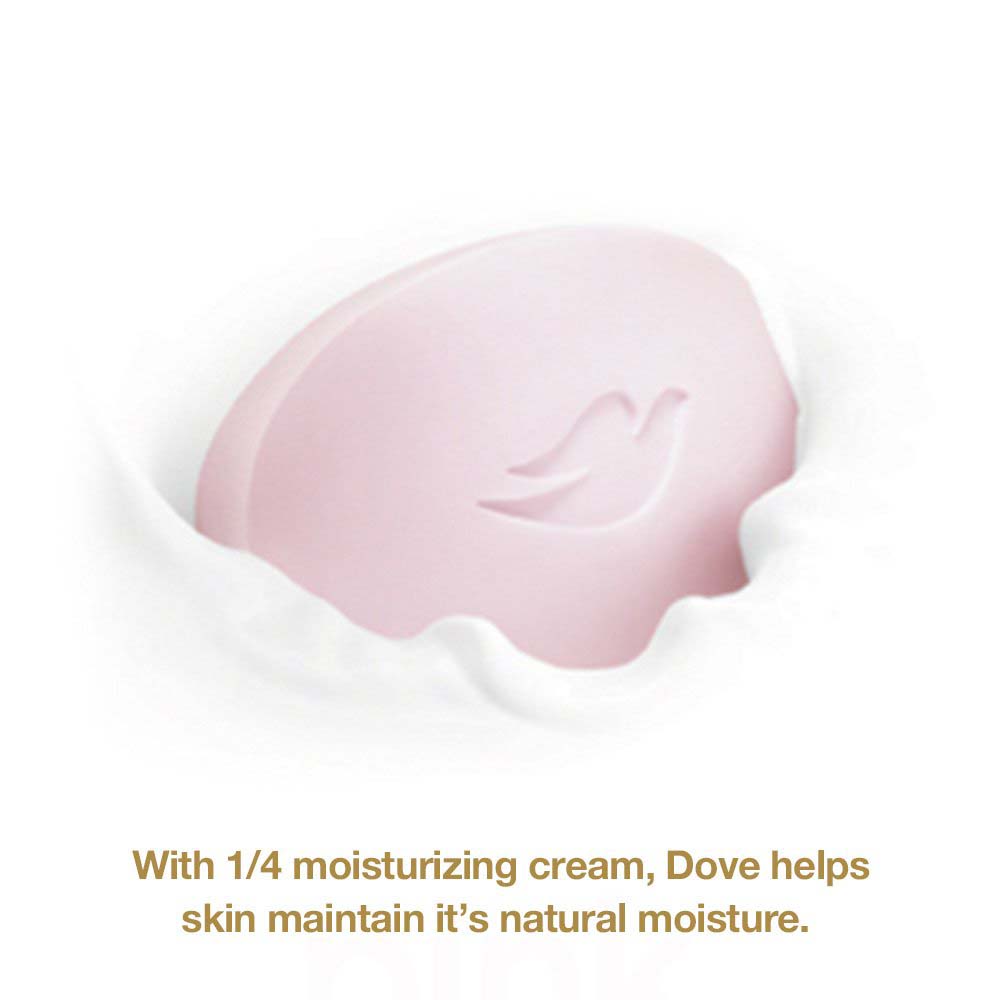 With 1/4 moisturizing cream, Dove helps
skin maintain it’s natural moisture.